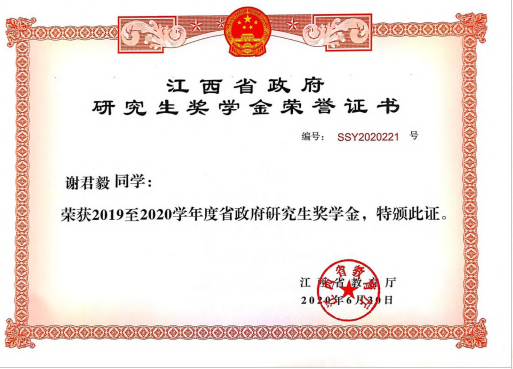 江西省政府
研究生奖学金荣誉证书
编号： SSY2020221 号
谢君毅同学：
荣获2019至2020学年度省政府研究生奖学金，特颁此证。
江西省教育厅
2020年6月30日